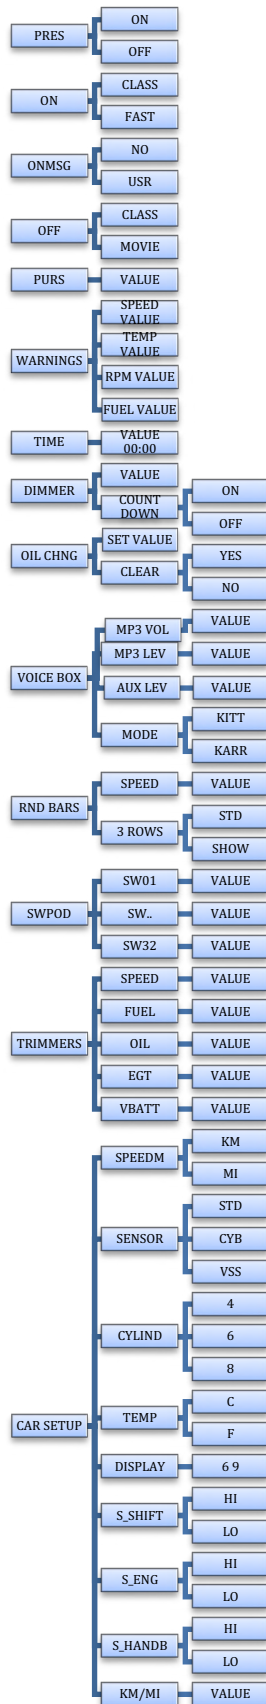 PRES
ON
OFF
ON
CLASS
FAST
ONMSG
NO
USR
OFF
CLASS
MOVIE
PURS
VALUE
WARNINGS
SPEED
VALUE
TEMP
VALUE
RPM VALUE
FUEL VALUE
TIME
VALUE
00:00
DIMMER
VALUE
COUNT
DOWN
ON
OFF
OIL CHNG
SET VALUE
CLEAR
YES
NO
VOICE BOX
MP3 VOL
VALUE
MP3 LEV
VALUE
AUX LEV
VALUE
MODE
KITT
KARR
RND BARS
SPEED
VALUE
3 ROWS
STD
SHOW
SWPOD
SW01
VALUE
SW..
VALUE
SW32
VALUE
TRIMMERS
SPEED
VALUE
FUEL
VALUE
OIL
VALUE
EGT
VALUE
VBATT
VALUE
CAR SETUP
SPEEDM
KM
MI
SENSOR
STD
CYB
VSS
CYLIND
4
6
8
TEMP
C
F
DISPLAY
6 9
S_SHIFT
HI
LO
S_ENG
HI
LO
S_HANDB
HI
LO
KM/MI
VALUE